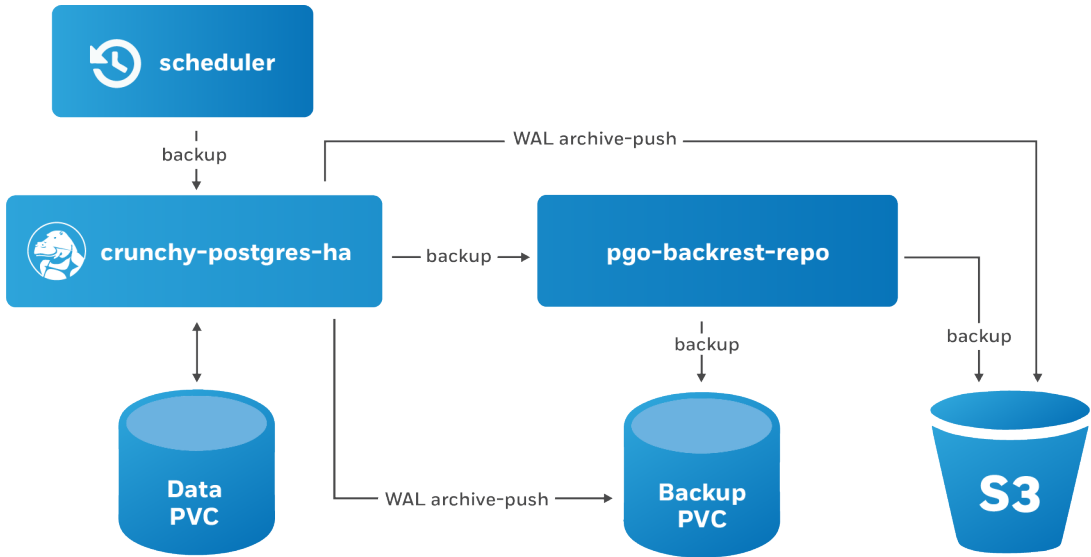 scheduler
backup
WAL archive-push
crunchy-postgres-ha
backup
pgo-backrest-repo
backup
backup
Data
PVC
WAL archive-push
Backup
PVC
S3